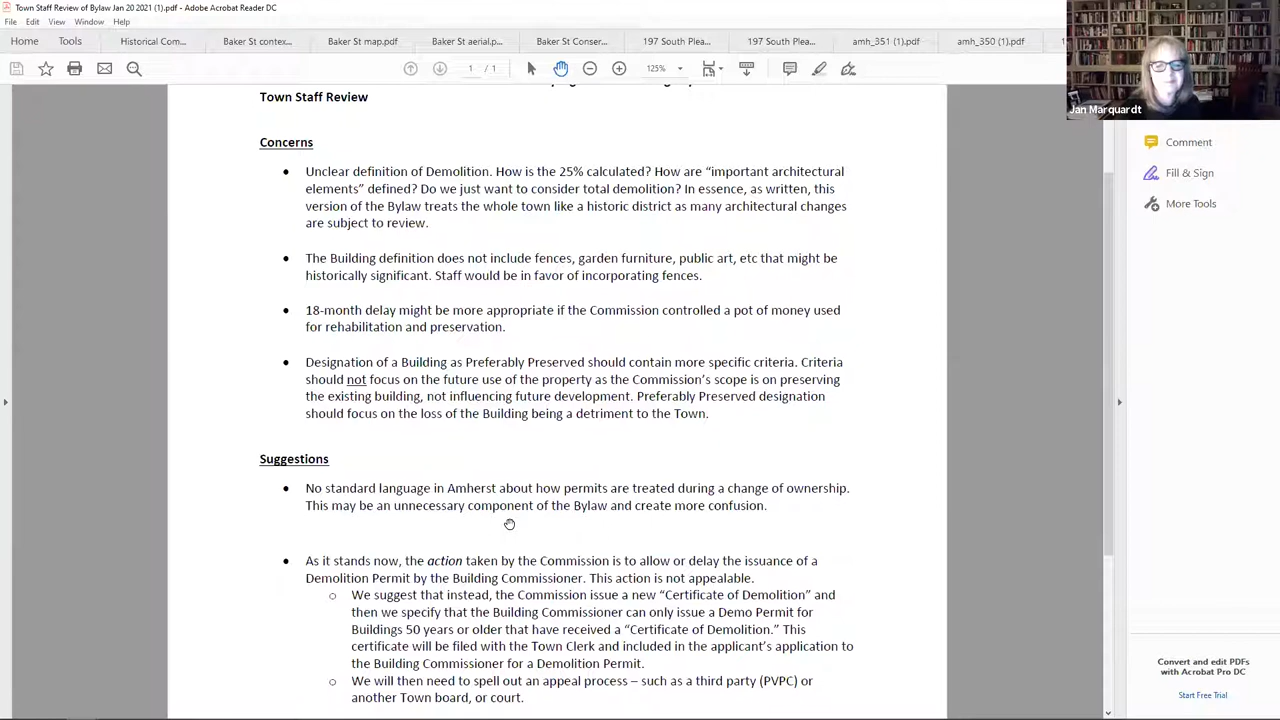 Town Staff Review of Bylaw Jan 20 2021 (1).pdf - Adobe Acrobat Reader DC
File Edit View Window Help
Home Tools Historical Com... Baker St contex... Baker St map.pdf Baker St aerial.p... Baker St Conser... 197 South Plea... 197 South Plea... amh_351 (1).pdf amh_350 (1).pdf
1 / 1 125%
Jan Marquardt
Town Staff Review
Concerns
• Unclear definition of Demolition. How is the 25% calculated? How are “important architectural
elements” defined? Do we just want to consider total demolition? In essence, as written, this
version of the Bylaw treats the whole town like a historic district as many architectural changes
are subject to review.
• The Building definition does not include fences, garden furniture, public art, etc that might be
historically significant. Staff would be in favor of incorporating fences.
• 18-month delay might be more appropriate if the Commission controlled a pot of money used
for rehabilitation and preservation.
• Designation of a Building as Preferably Preserved should contain more specific criteria. Criteria
should not focus on the future use of the property as the Commission’s scope is on preserving
the existing building, not influencing future development. Preferably Preserved designation
should focus on the loss of the Building being a detriment to the Town.
Suggestions
• No standard language in Amherst about how permits are treated during a change of ownership.
This may be an unnecessary component of the Bylaw and create more confusion.
• As it stands now, the action taken by the Commission is to allow or delay the issuance of a
Demolition Permit by the Building Commissioner. This action is not appealable.
o We suggest that instead, the Commission issue a new “Certificate of Demolition” and
then we specify that the Building Commissioner can only issue a Demo Permit for
Buildings 50 years or older that have received a “Certificate of Demolition.” This
certificate will be filed with the Town Clerk and included in the applicant’s application to
the Building Commissioner for a Demolition Permit.
o We will then need to spell out an appeal process – such as a third party (PVPC) or
another Town board, or court.
Comment
Fill & Sign
More Tools
Convert and edit PDFs
with Acrobat Pro DC
Start Free Trial